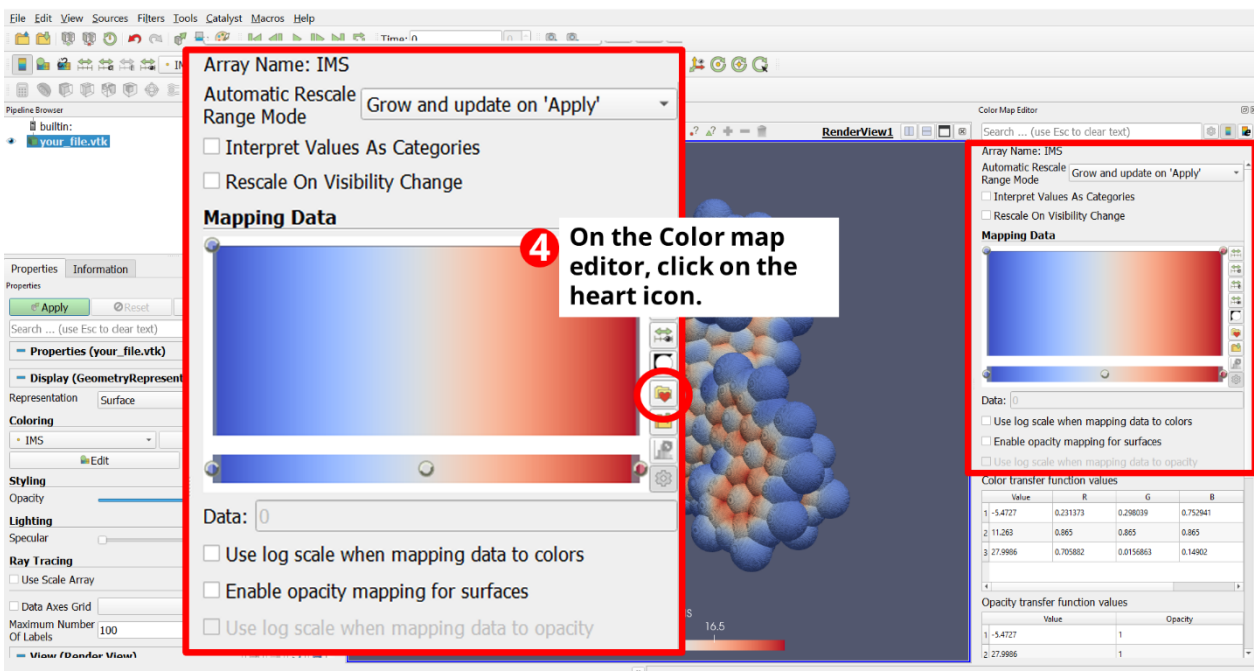 File Edit View Sources Filters Tools Catalyst Macros Help
Time: 0
Pipeline Browser
builtin:
your_file.vtk
Properties Information
Properties
Apply Reset
Search ... (use Esc to clear text)
Properties (your_file.vtk)
Display (GeometryRepresent
Representation Surface
Coloring
IMS
Edit
Styling
Opacity
Lighting
Specular
Ray Tracing
Use Scale Array
Data Axes Grid
Maximum Number Of Labels 100
View (Render View)
Array Name: IMS
Automatic Rescale
Range Mode
Grow and update on 'Apply'
Interpret Values As Categories
Rescale On Visibility Change
Mapping Data
4 On the Color map
editor, click on the
heart icon.
Data: 0
Use log scale when mapping data to colors
Enable opacity mapping for surfaces
Use log scale when mapping data to opacity
RenderView1
16.5
Color Map Editor
Search ... (use Esc to clear text)
Array Name: IMS
Automatic Rescale
Range Mode
Grow and update on 'Apply'
Interpret Values As Categories
Rescale On Visibility Change
Mapping Data
Data: 0
Use log scale when mapping data to colors
Enable opacity mapping for surfaces
Use log scale when mapping data to opacity
Color transfer function values
Value R G B
1 -5.4727 0.231373 0.298039 0.752941
2 11.263 0.865 0.865 0.865
3 27.9986 0.705882 0.0156863 0.14902
Opacity transfer function values
Value Opacity
1 -5.4727 1
2 27.9986 1